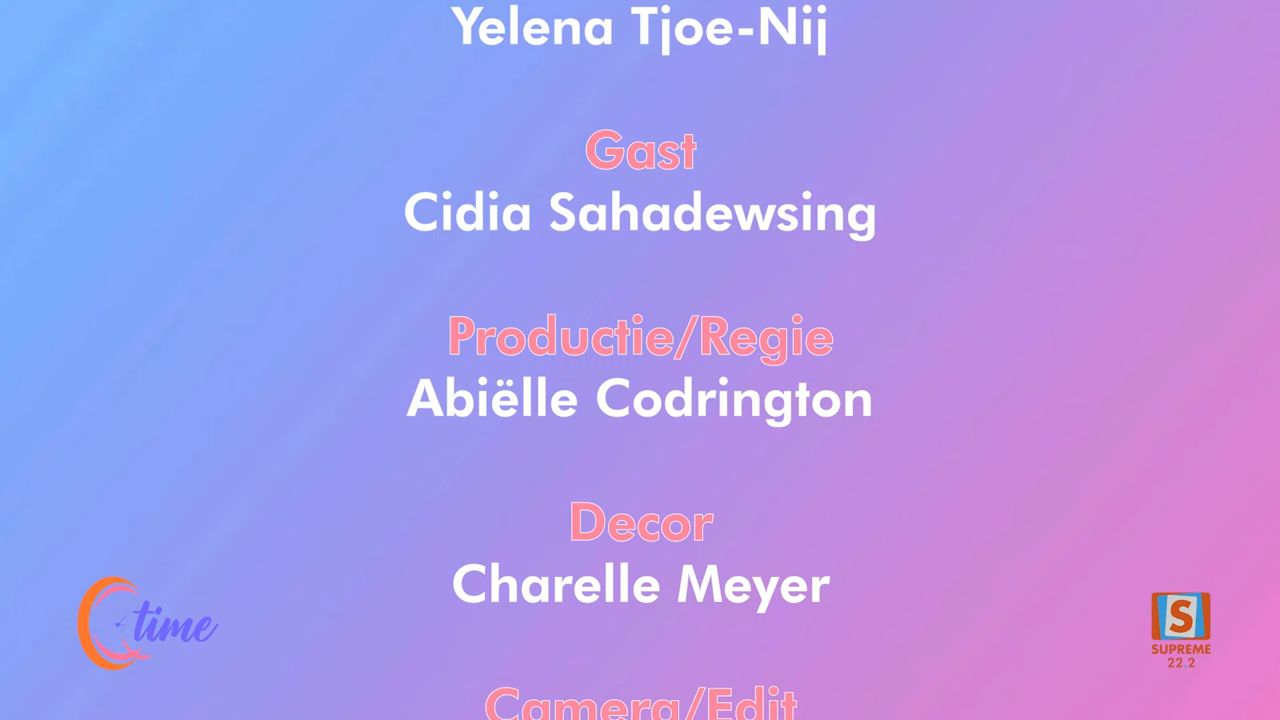 Yelena Tjoe-Nij
Gast
Cidia Sahadewsing
Productie/Regie
Abiëlle Codrington
Decor
Charelle Meyer
Camera/Edit
Q-time
S
SUPREME
22.2